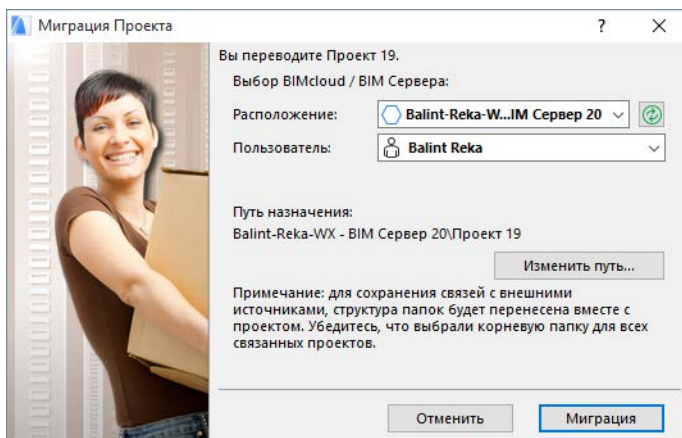 Миграция Проекта
?
Вы переводите Проект 19.
Выбор BIMcloud / BIM Сервера:
Расположение:
Balint-Reka-W...IM Сервер 20
Пользователь:
Balint Reka
Путь назначения:
Balint-Reka-WX - BIM Сервер 20\Проект 19
Изменить путь...
Примечание: для сохранения связей с внешними
источниками, структура папок будет перенесена вместе с
проектом. Убедитесь, что выбрали корневую папку для всех
связанных проектов.
Отменить
Миграция